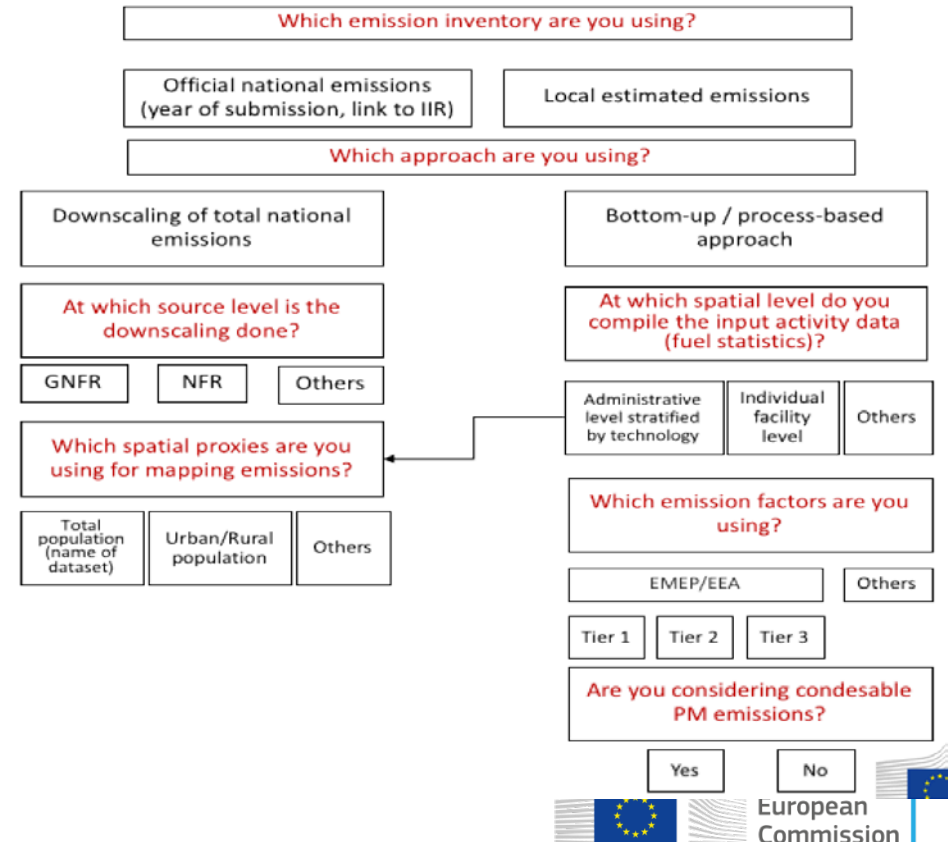 Which emission inventory are you using?
Official national emissions
(year of submission, link to IIR)
Local estimated emissions
Which approach are you using?
Downscaling of total national
emissions
Bottom-up / process-based
approach
At which source level is the
downscaling done?
At which spatial level do you
compile the input activity data
(fuel statistics)?
GNFR
NFR
Others
Administrative
level stratified
by technology
Individual
facility
level
Others
Which spatial proxies are you
using for mapping emissions?
Which emission factors are you
using?
Total
population
(name of
dataset)
Urban/Rural
population
Others
EMEP/EEA
Others
Tier 1
Tier 2
Tier 3
Are you considering condesable
PM emissions?
Yes
No
European
Commission